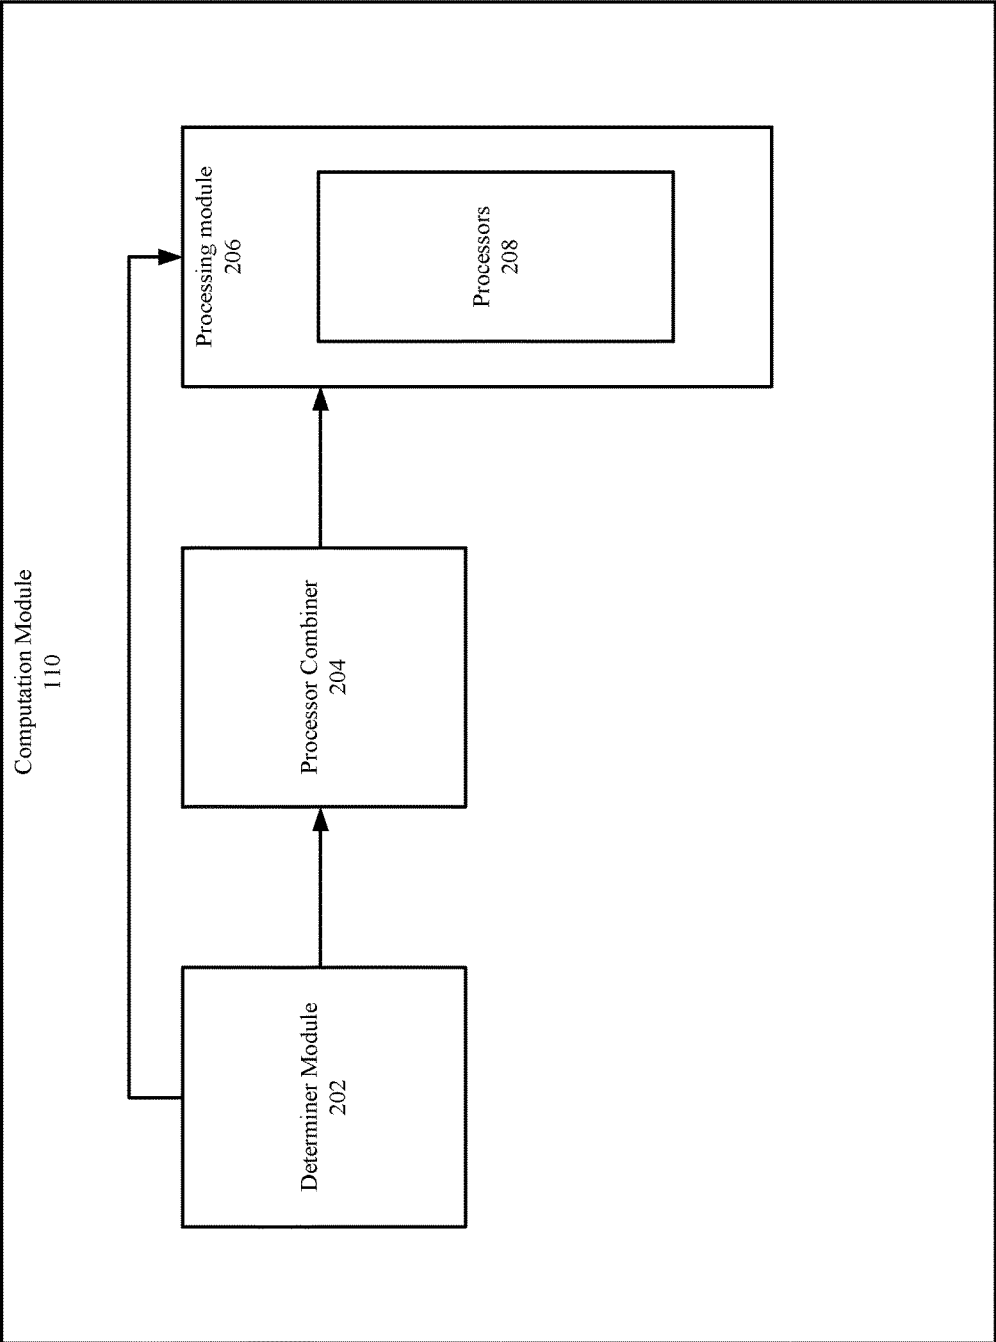 Computation Module
110
Determiner Module
202
Processor Combiner
204
Processing module
206
Processors
208